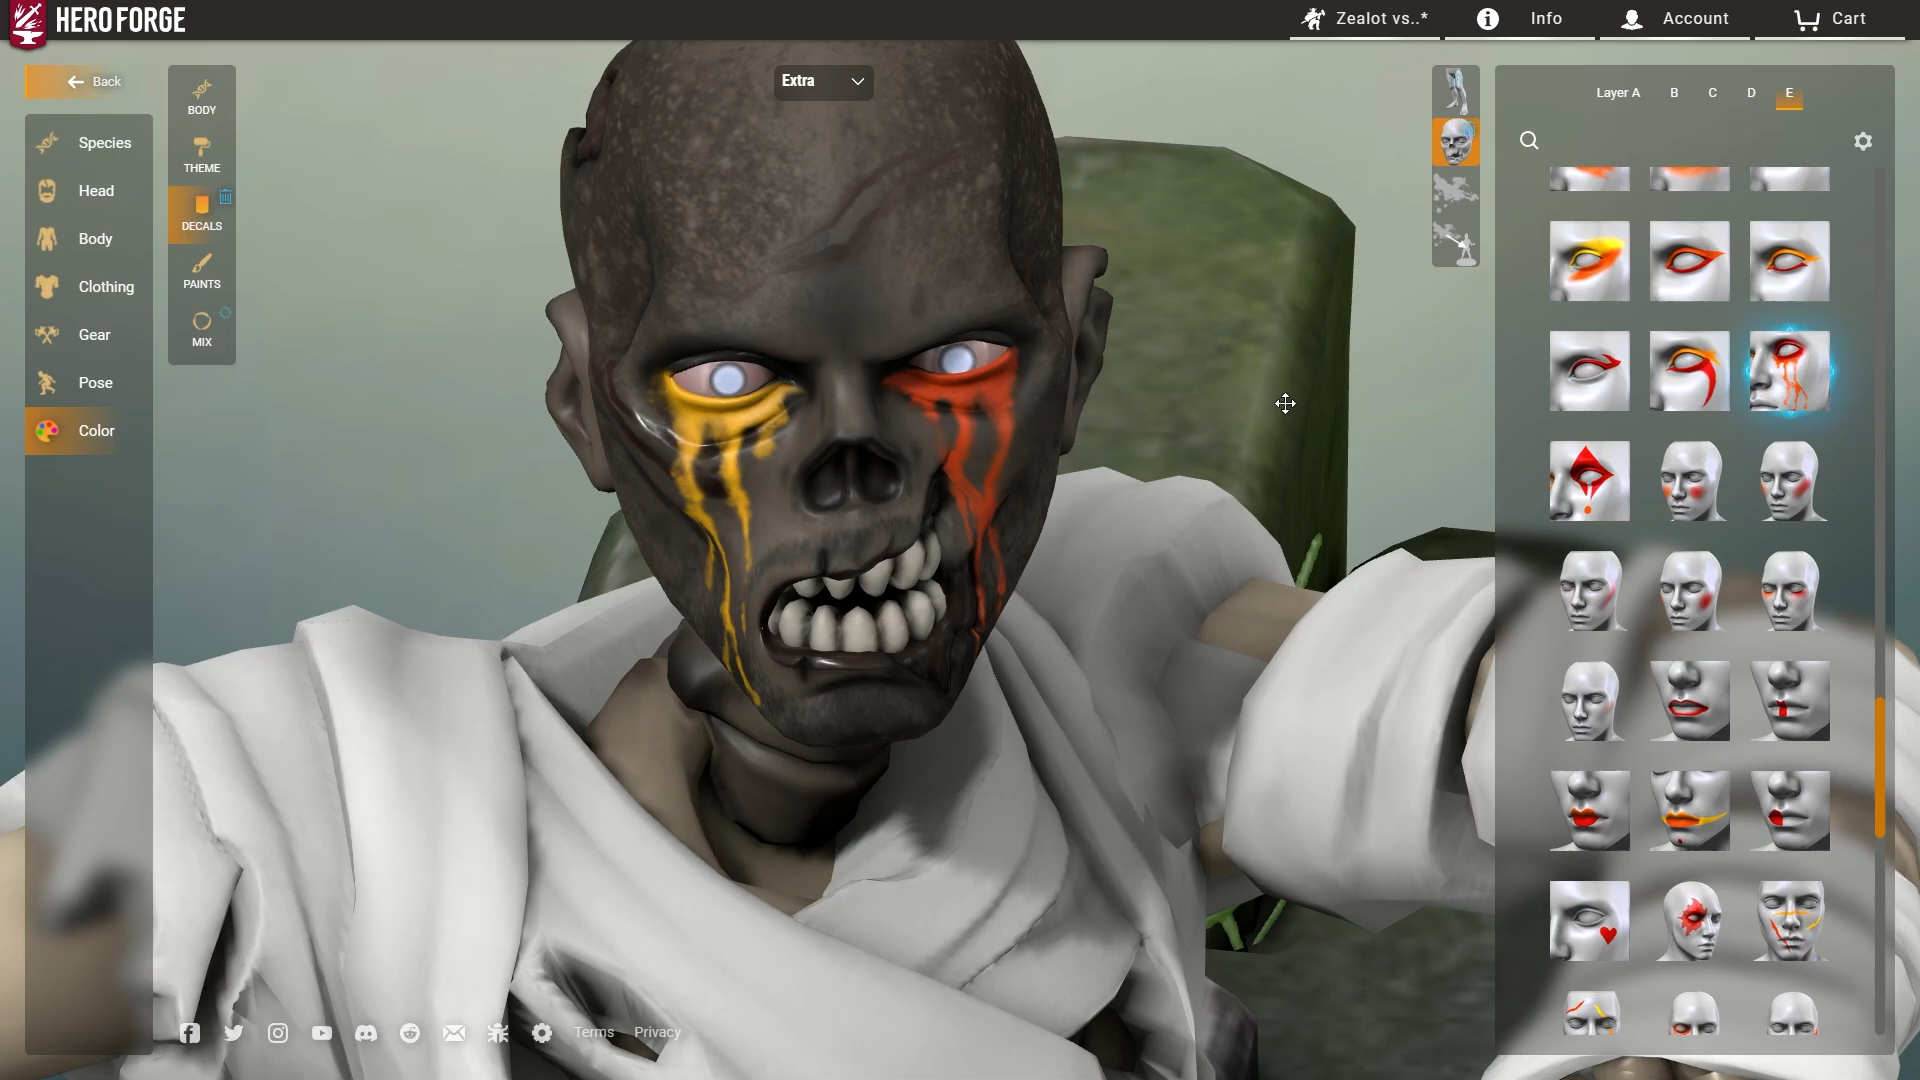 HERO FORGE
Zealot vs..*
Info
Account
Cart
Back
BODY
Extra
Layer A
B
C
D
E
Species
THEME
Head
DECALS
Body
Clothing
PAINTS
Gear
MIX
Pose
Color
Terms
Privacy